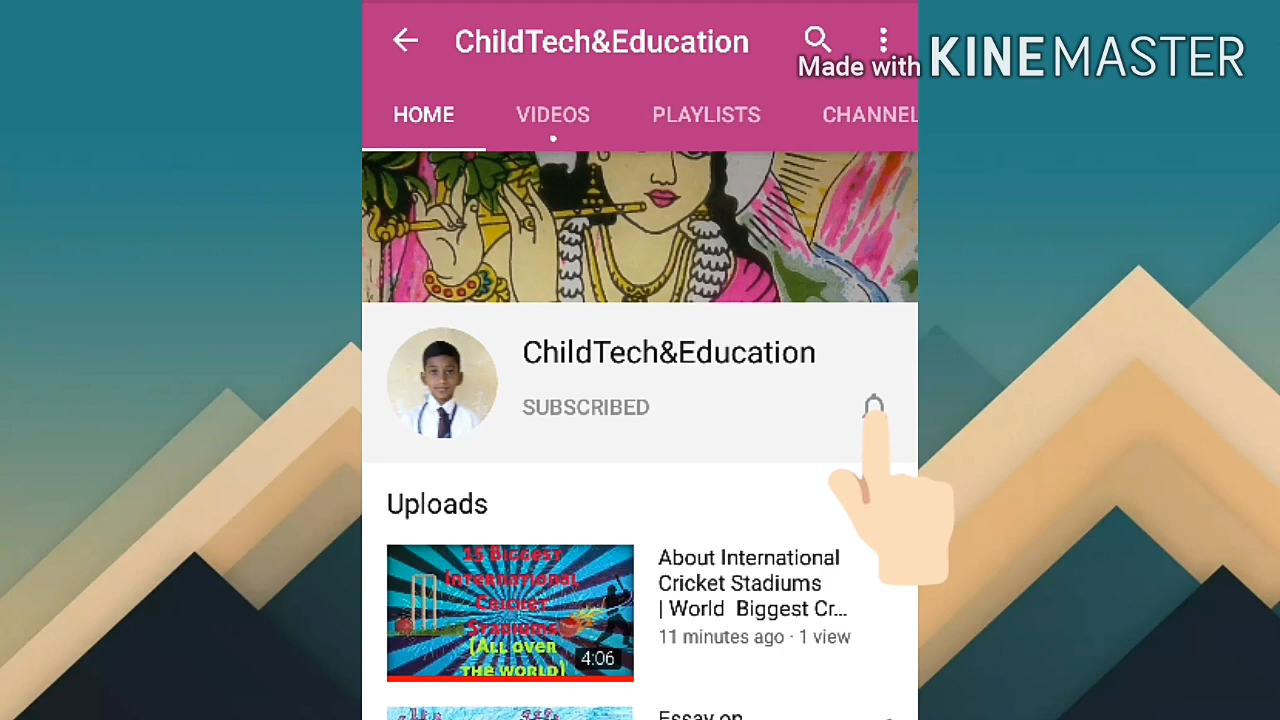 ChildTech&Education
Made with KINEMASTER
HOME VIDEOS PLAYLISTS CHANNEL
ChildTech&Education
SUBSCRIBED
Uploads
15 Biggest
International
Cricket
Stadiums
(All over
the world)
4:06
About International
Cricket Stadiums
| World Biggest Cr...
11 minutes ago · 1 view
Essay on